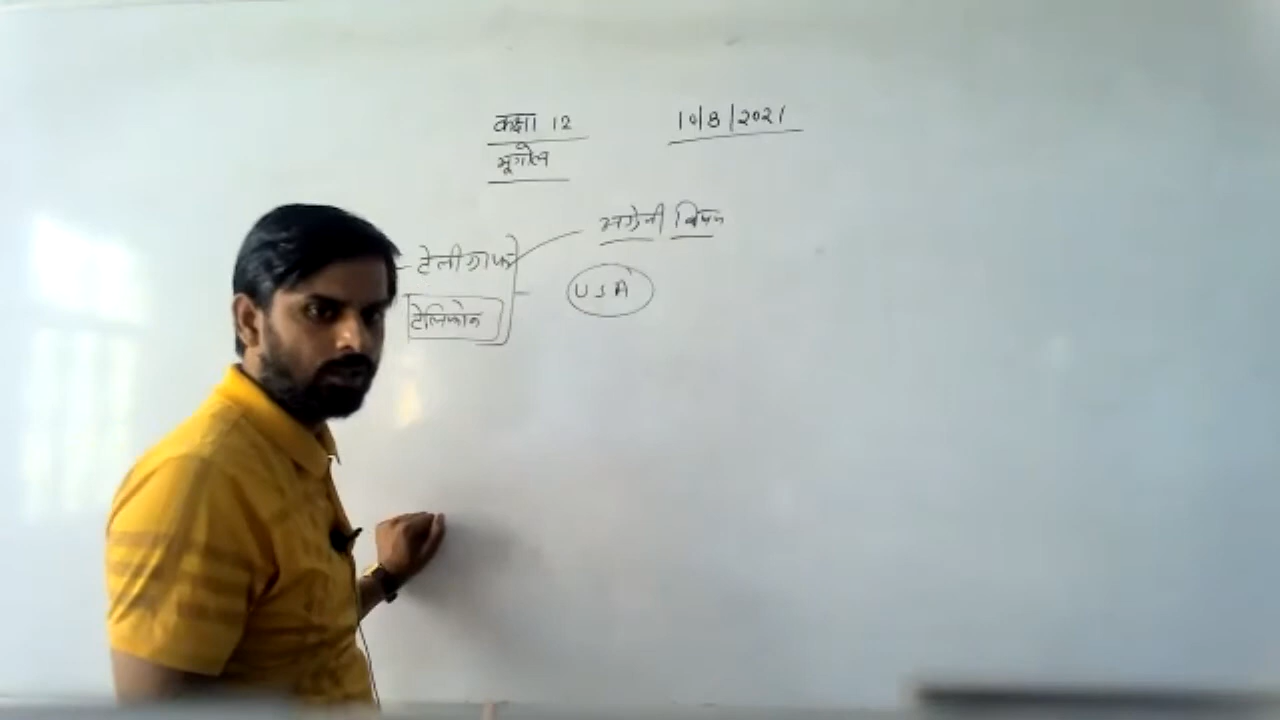 कक्षा 12
10/8/2021
भूगोल
अग्रेजी
टेलीग्राफ
USA
टेलिफोन